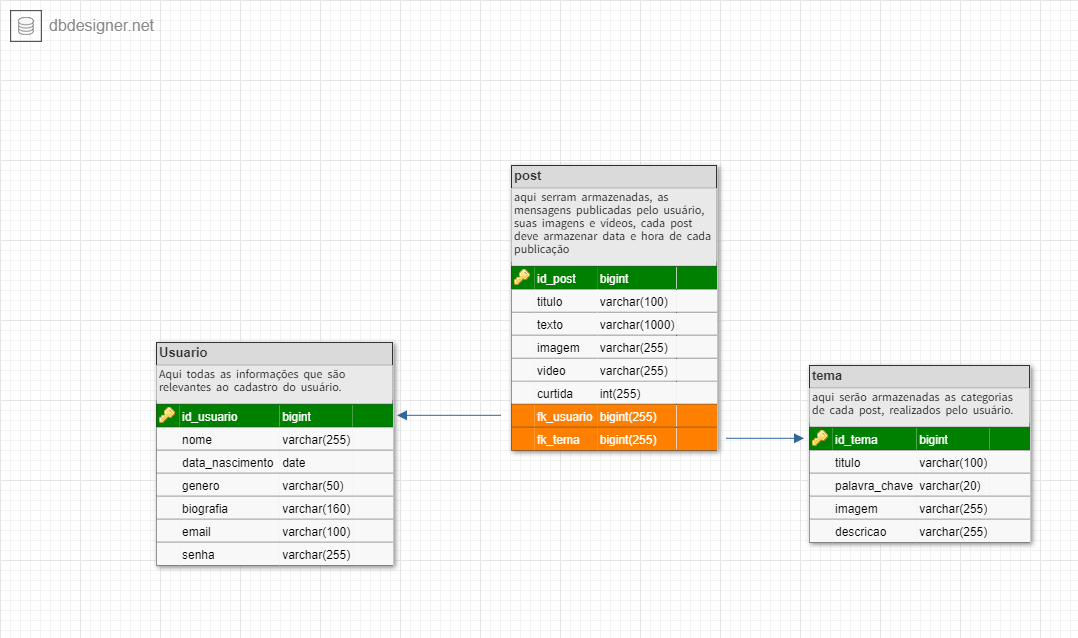 dbdesigner.net
post
aqui serram armazenadas, as
mensagens publicadas pelo usuário,
suas imagens e vídeos, cada post
deve armazenar data e hora de cada
publicação
id_post bigint
titulo varchar(100)
texto varchar(1000)
imagem varchar(255)
video varchar(255)
curtida int(255)
fk_usuario bigint(255)
fk_tema bigint(255)
Usuario
Aqui todas as informações que são
relevantes ao cadastro do usuário.
id_usuario bigint
nome varchar(255)
data_nascimento date
genero varchar(50)
biografia varchar(160)
email varchar(100)
senha varchar(255)
tema
aqui serão armazenadas as categorias
de cada post, realizados pelo usuário.
id_tema bigint
titulo varchar(100)
palavra_chave varchar(20)
imagem varchar(255)
descricao varchar(255)